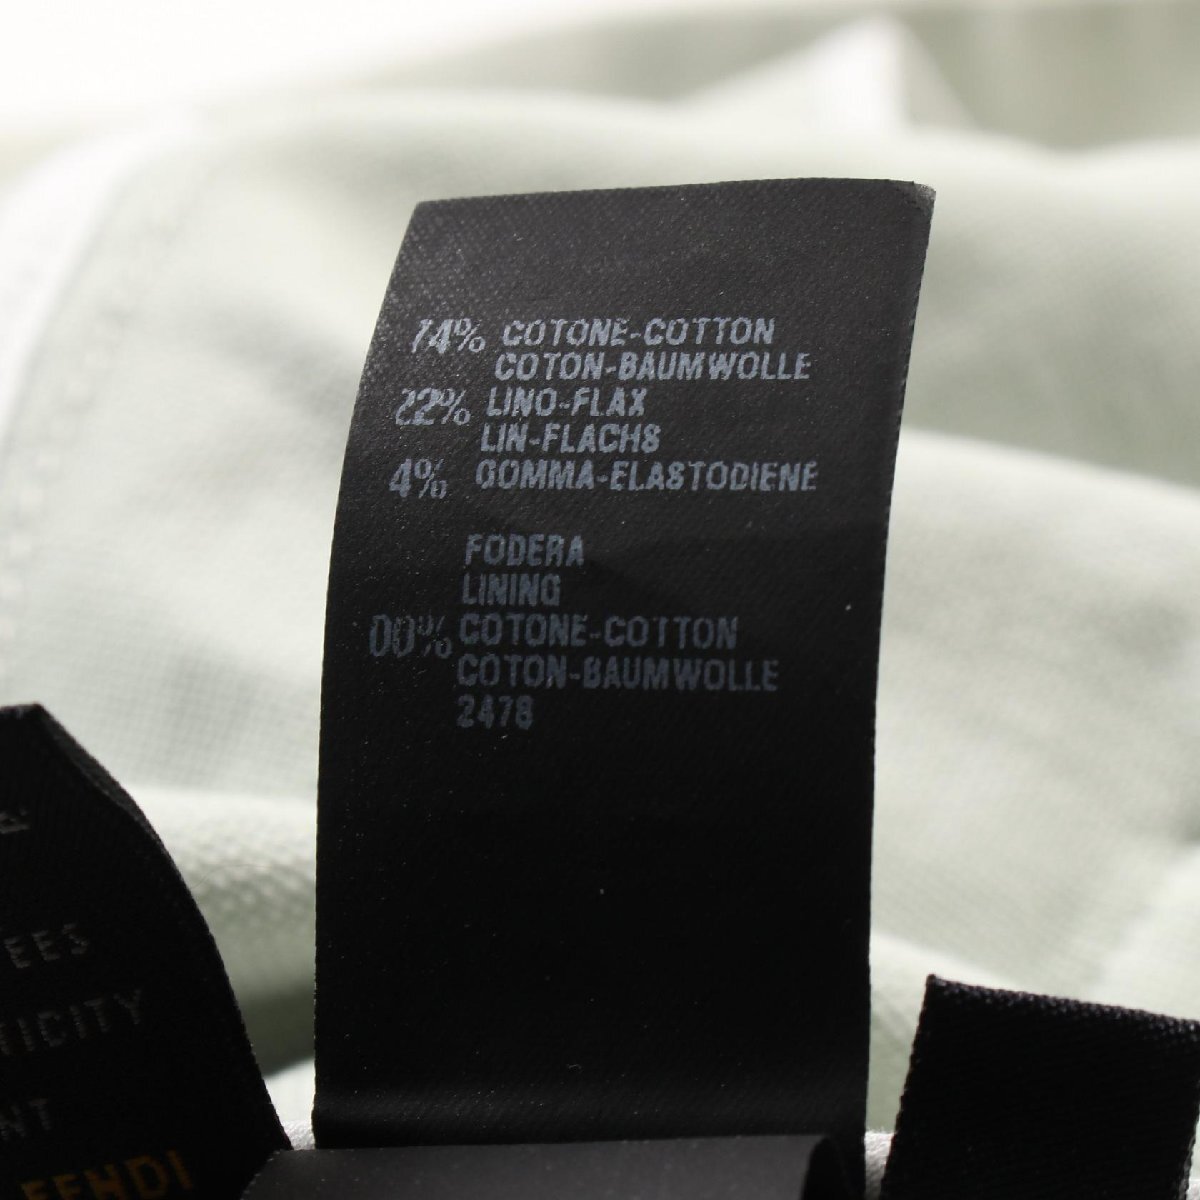 74% COTONE-COTTON
COTON-BAUMWOLLE
22% LINO-FLAX
LIN-FLACHS
4% GOMMA-ELASTODIENE
FODERA
LINING
00% COTONE-COTTON
COTON-BAUMWOLLE
2478
EES
TICITY
NT
FENDI